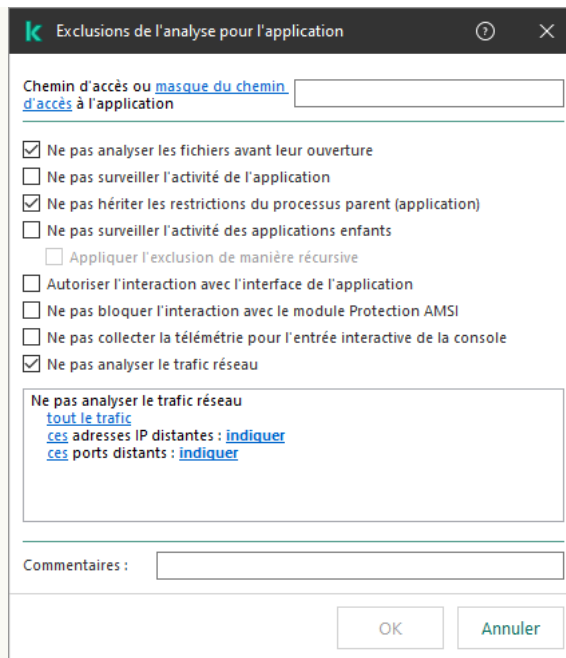 Exclusions de l'analyse pour l'application
Chemin d'accès ou masque du chemin
d'accès à l'application
Ne pas analyser les fichiers avant leur ouverture
Ne pas surveiller l'activité de l'application
Ne pas hériter les restrictions du processus parent (application)
Ne pas surveiller l'activité des applications enfants
Appliquer l'exclusion de manière récursive
Autoriser l'interaction avec l'interface de l'application
Ne pas bloquer l'interaction avec le module Protection AMSI
Ne pas collecter la télémétrie pour l'entrée interactive de la console
Ne pas analyser le trafic réseau
Ne pas analyser le trafic réseau
tout le trafic
ces adresses IP distantes : indiquer
ces ports distants : indiquer
Commentaires :
OK Annuler